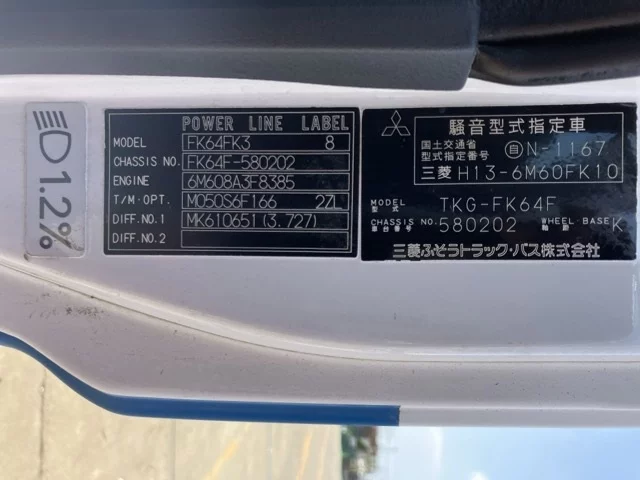 1.2%
POWER LINE LABEL
MODEL FK64FK3 8
CHASSIS NO. FK64F-580202
ENGINE 6M608A3F8385
T/M·OPT. M050S6F166 27L
DIFF.NO.1 MK610651(3.727)
DIFF.NO.2
騒音型式指定車
国土交通省
型式指定番号 自N-1167
三菱 H13-6M60FK10
MODEL
型式 TKG-FK64F
CHASSIS NO.
車台番号 580202
WHEEL·BASE
軸距 K
三菱ふそうトラック・バス株式会社